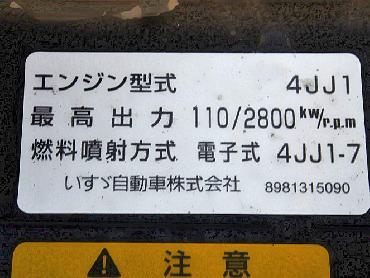 エンジン型式 4JJ1
最高出力 110/2800 kW/r.p.m
燃料噴射方式 電子式 4JJ1-7
いすゞ自動車株式会社 8981315090
注意